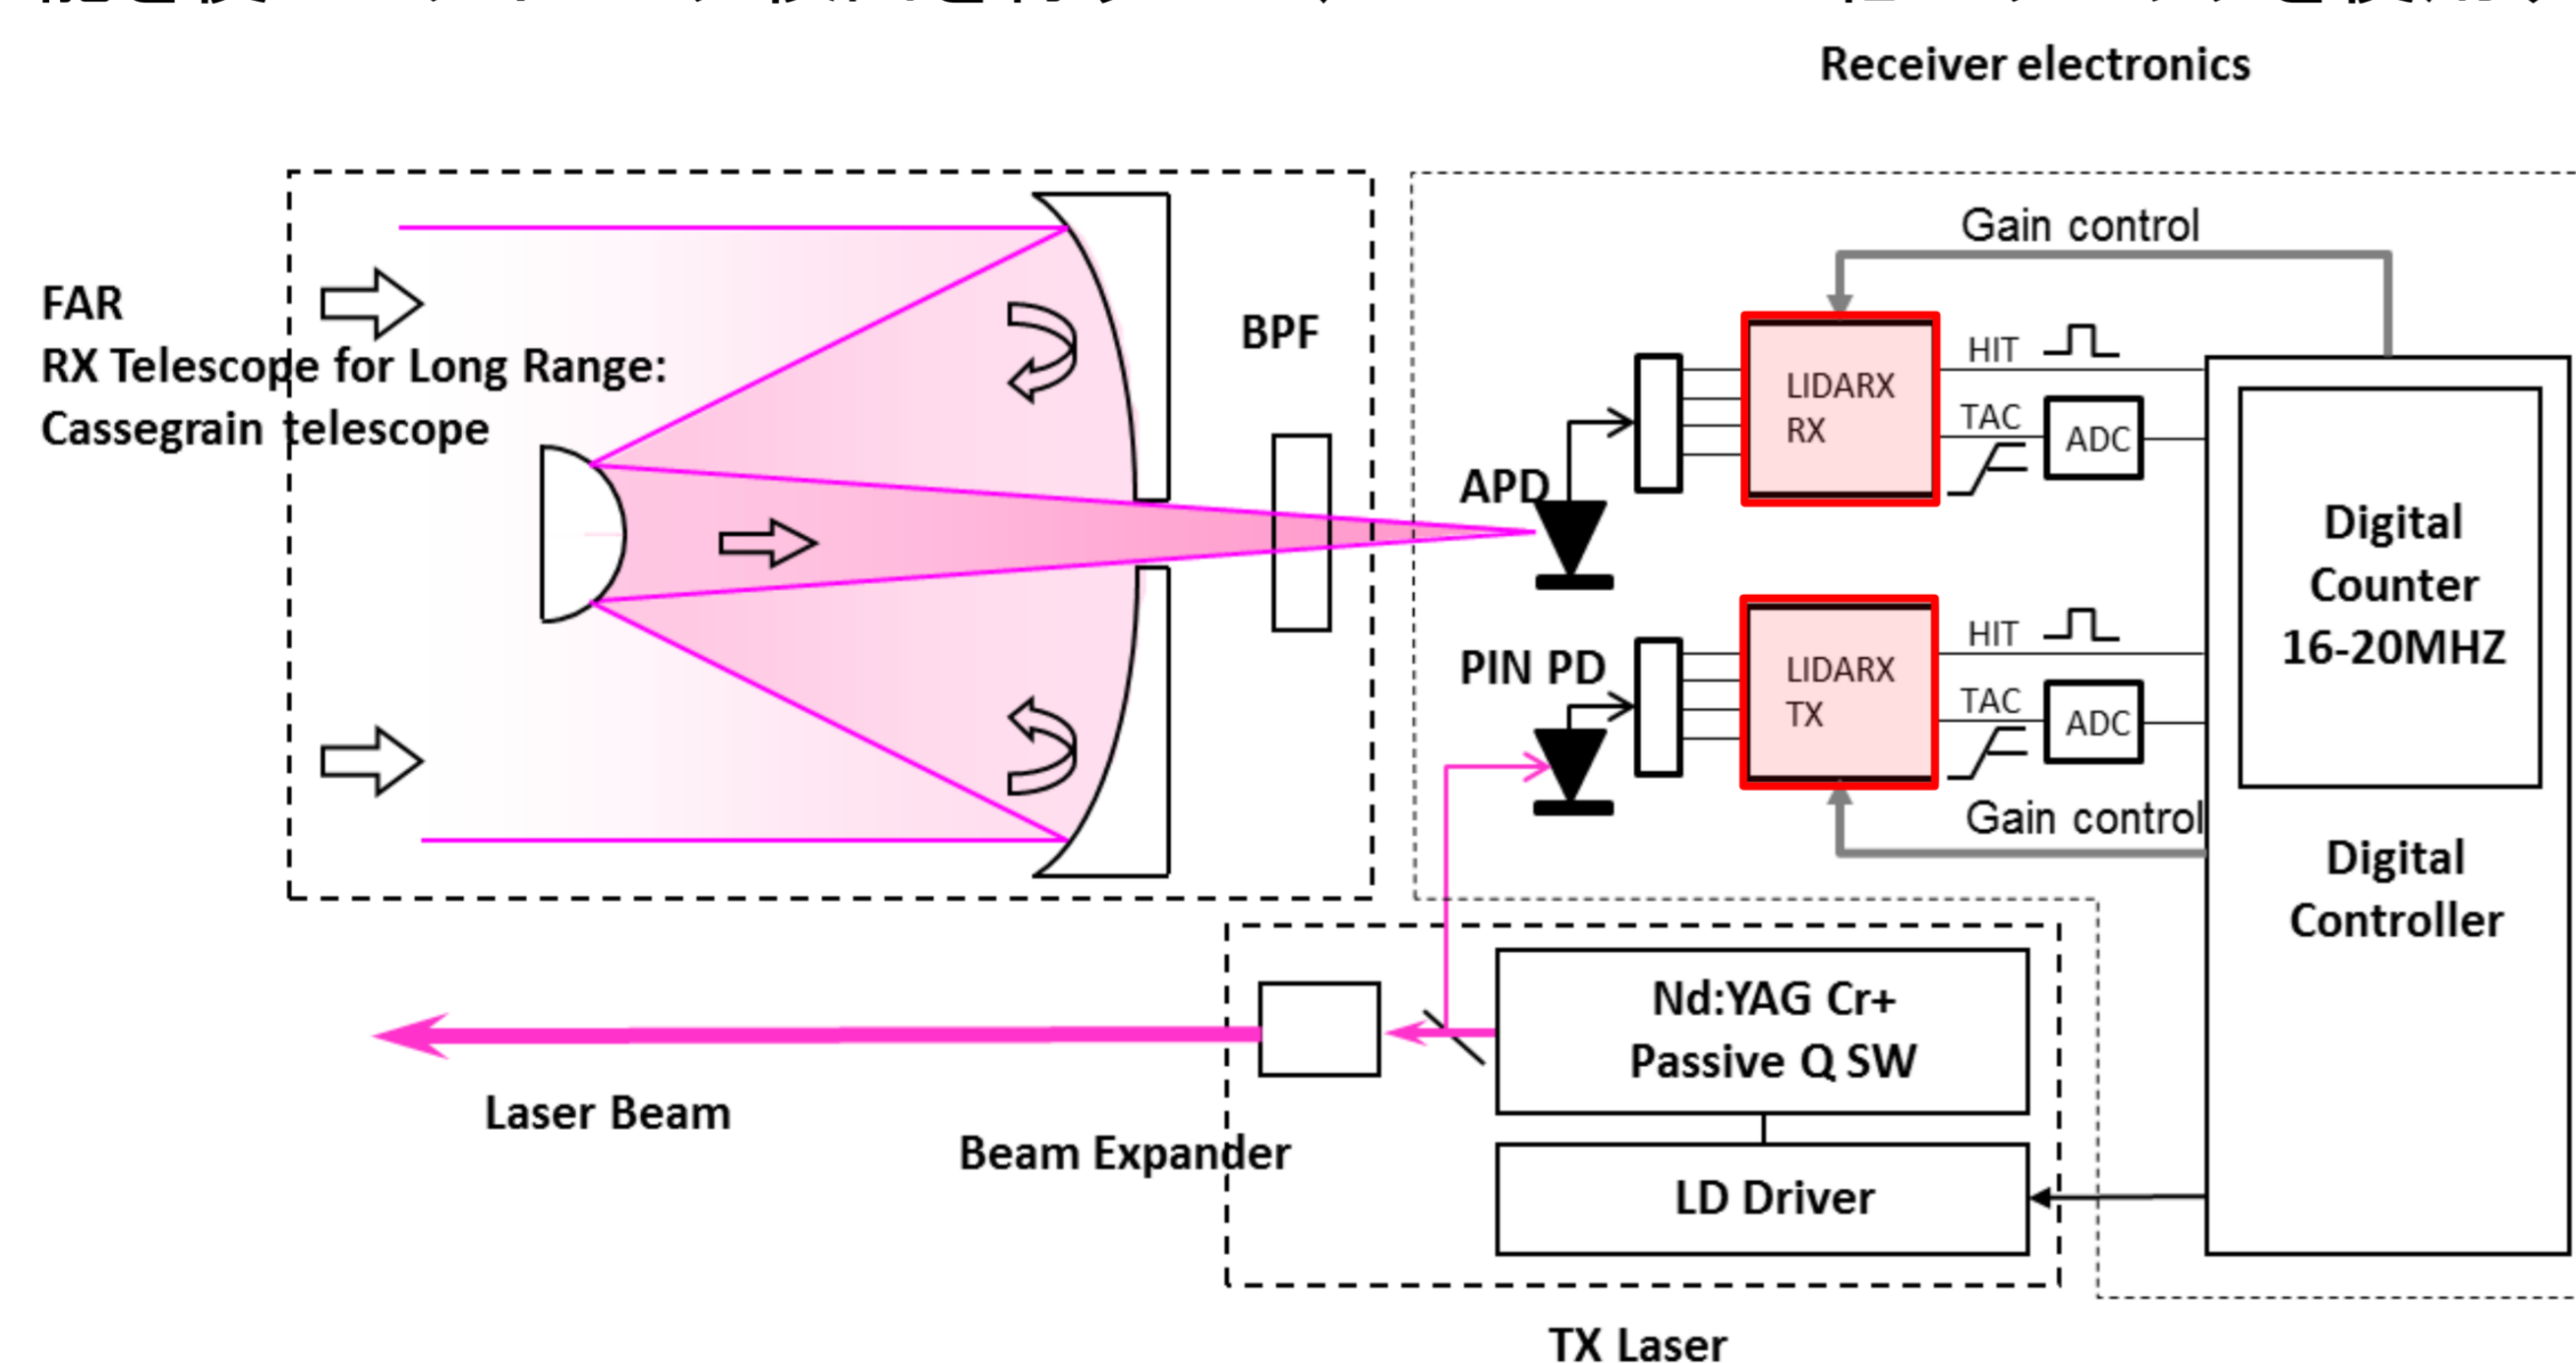 Receiver electronics
Gain control
FAR
RX Telescope for Long Range:
Cassegrain telescope
BPF
APD
LIDARX
RX
HIT
TAC
ADC
PIN PD
LIDARX
TX
HIT
TAC
ADC
Gain control
Digital
Counter
16-20MHZ
Digital
Controller
Nd:YAG Cr+
Passive Q SW
LD Driver
Laser Beam
Beam Expander
TX Laser